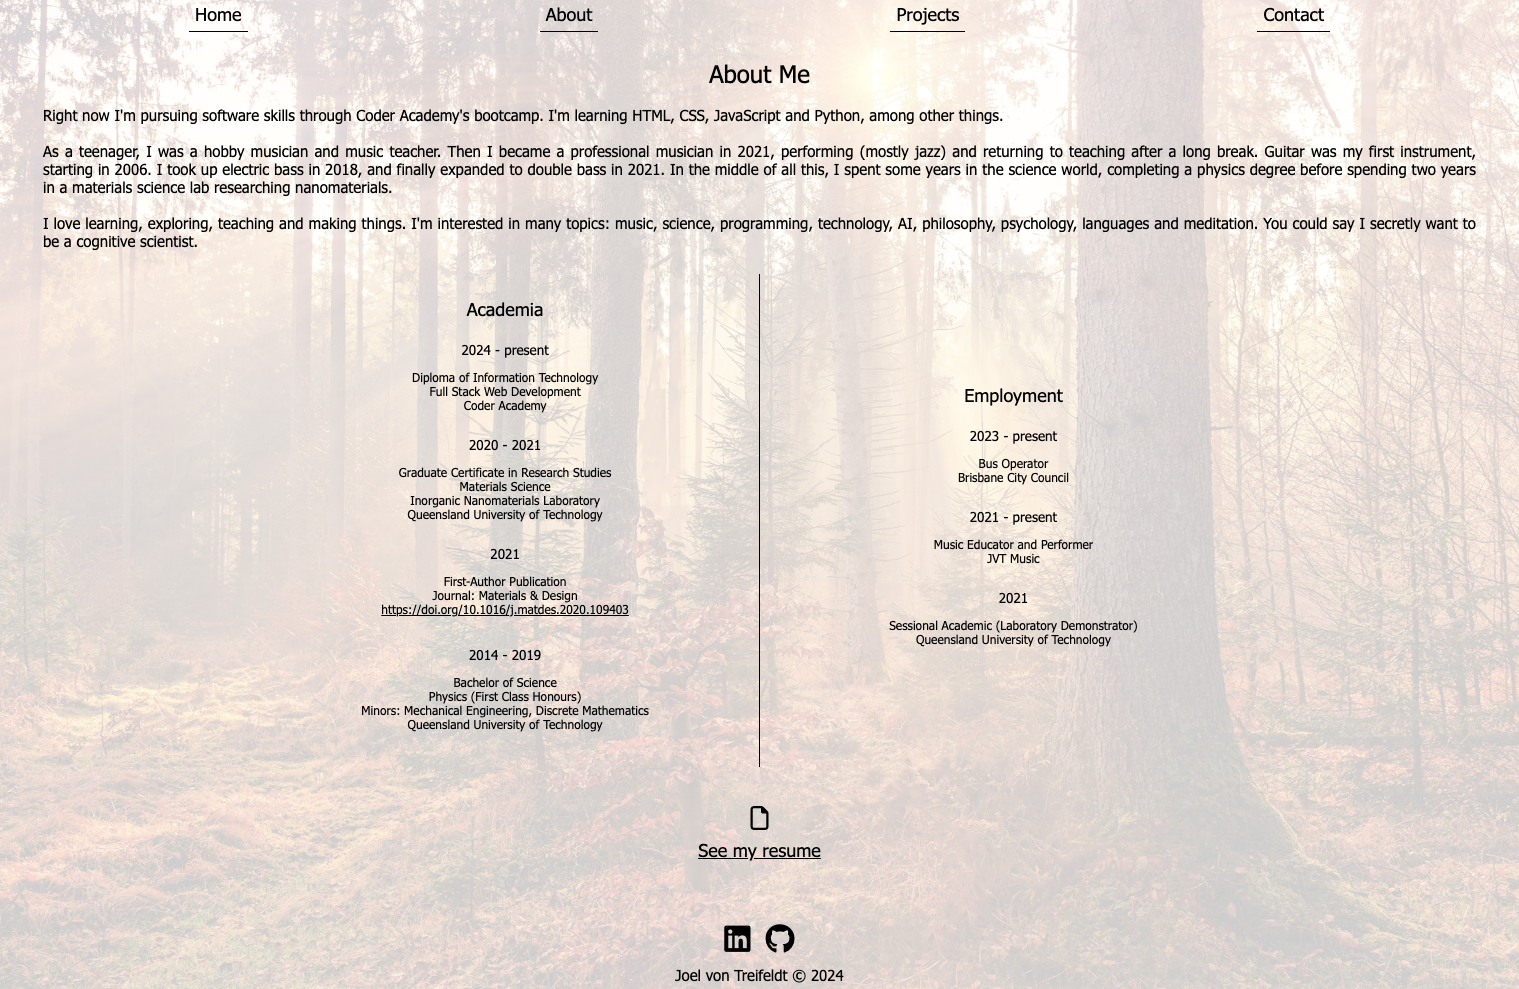 Home
About
Projects
Contact
About Me
Right now I'm pursuing software skills through Coder Academy's bootcamp. I'm learning HTML, CSS, JavaScript and Python, among other things.
As a teenager, I was a hobby musician and music teacher. Then I became a professional musician in 2021, performing (mostly jazz) and returning to teaching after a long break. Guitar was my first instrument,
starting in 2006. I took up electric bass in 2018, and finally expanded to double bass in 2021. In the middle of all this, I spent some years in the science world, completing a physics degree before spending two years
in a materials science lab researching nanomaterials.
I love learning, exploring, teaching and making things. I'm interested in many topics: music, science, programming, technology, AI, philosophy, psychology, languages and meditation. You could say I secretly want to
be a cognitive scientist.
Academia
2024 - present
Diploma of Information Technology
Full Stack Web Development
Coder Academy
2020 - 2021
Graduate Certificate in Research Studies
Materials Science
Inorganic Nanomaterials Laboratory
Queensland University of Technology
2021
First-Author Publication
Journal: Materials & Design
https://doi.org/10.1016/j.matdes.2020.109403
2014 - 2019
Bachelor of Science
Physics (First Class Honours)
Minors: Mechanical Engineering, Discrete Mathematics
Queensland University of Technology
Employment
2023 - present
Bus Operator
Brisbane City Council
2021 - present
Music Educator and Performer
JVT Music
2021
Sessional Academic (Laboratory Demonstrator)
Queensland University of Technology
See my resume
in
Joel von Treifeldt © 2024